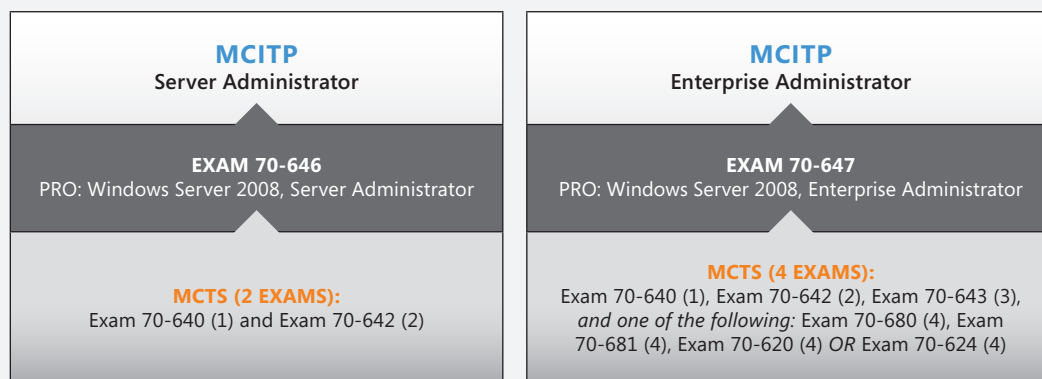 MCITP
Server Administrator
EXAM 70-646
PRO: Windows Server 2008, Server Administrator
MCTS (2 EXAMS):
Exam 70-640 (1) and Exam 70-642 (2)
MCITP
Enterprise Administrator
EXAM 70-647
PRO: Windows Server 2008, Enterprise Administrator
MCTS (4 EXAMS):
Exam 70-640 (1), Exam 70-642 (2), Exam 70-643 (3),
and one of the following: Exam 70-680 (4), Exam
70-681 (4), Exam 70-620 (4) OR Exam 70-624 (4)